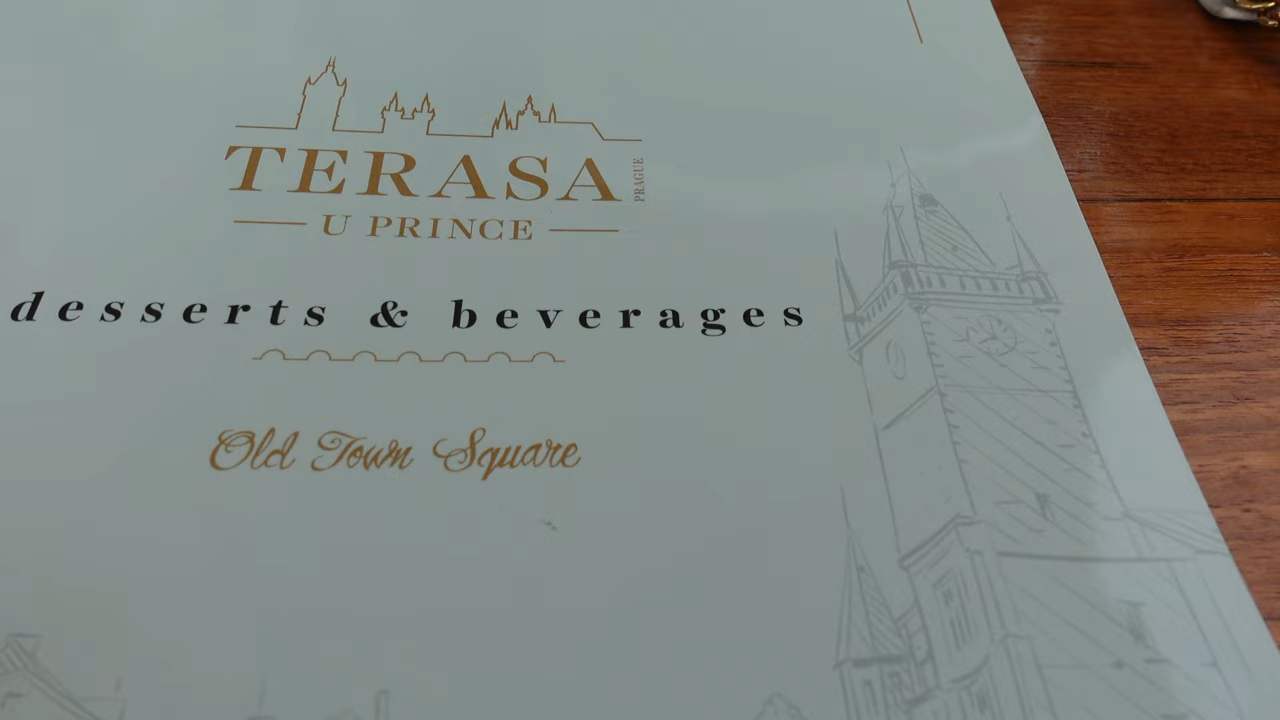 TERASA
PRAGUE
U PRINCE
desserts & beverages
Old Town Square